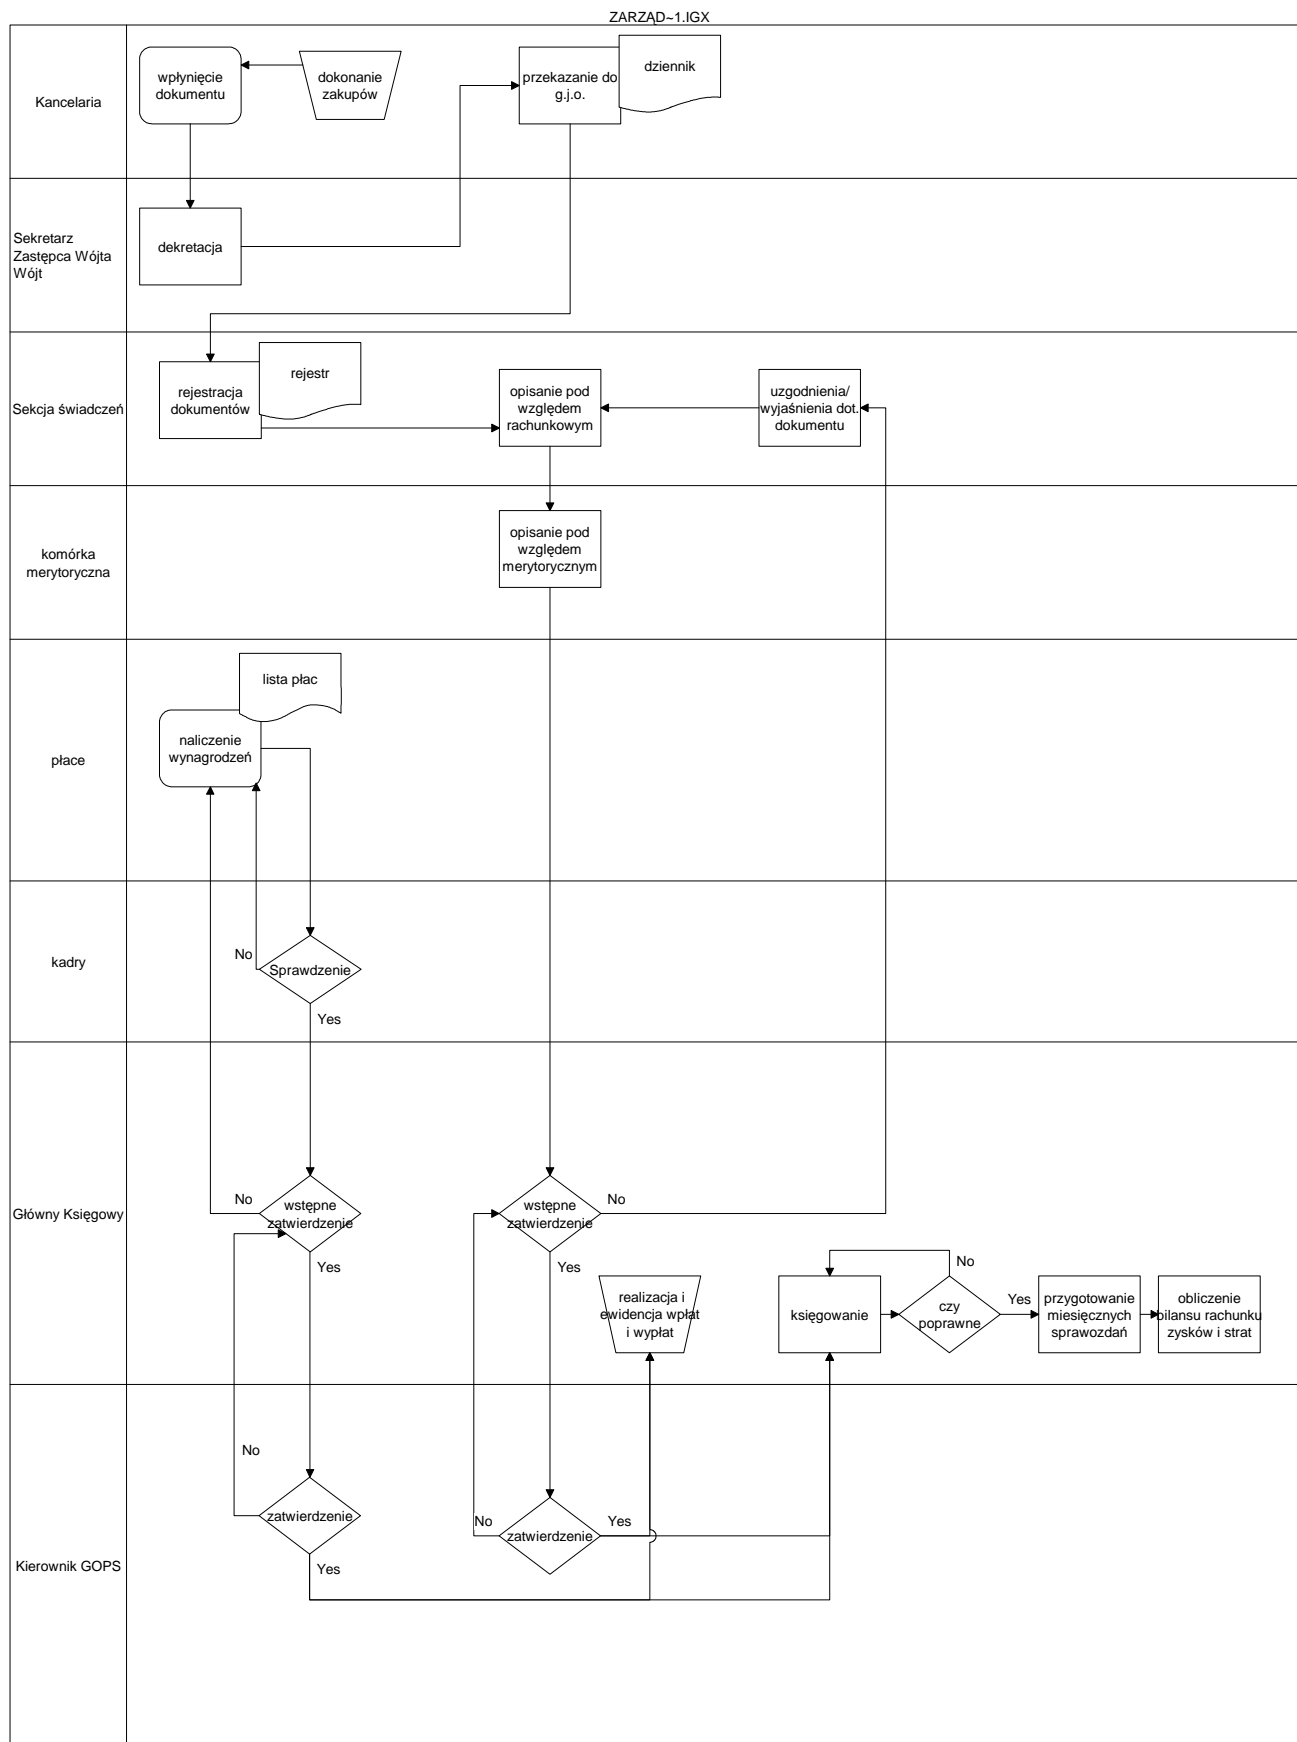 ZARZĄD~1.IGX
Kancelaria
wpłynięcie
dokumentu
dokonanie
zakupów
przekazanie do
g.j.o.
dziennik
Sekretarz
Zastępca Wójta
Wójt
dekretacja
Sekcja świadczeń
rejestracja
dokumentów
rejestr
opisanie pod
względem
rachunkowym
uzgodnienia/
wyjaśnienia dot.
dokumentu
komórka
merytoryczna
opisanie pod
względem
merytorycznym
płace
lista płac
naliczenie
wynagrodzeń
kadry
No
Sprawdzenie
Yes
Główny Księgowy
No
wstępne
zatwierdzenie
Yes
wstępne
zatwierdzenie
No
Yes
realizacja i
ewidencja wpłat
i wypłat
księgowanie
No
czy
poprawne
Yes
przygotowanie
miesięcznych
sprawozdań
obliczenie
bilansu rachunku
zysków i strat
Kierownik GOPS
No
zatwierdzenie
Yes
No
zatwierdzenie
Yes